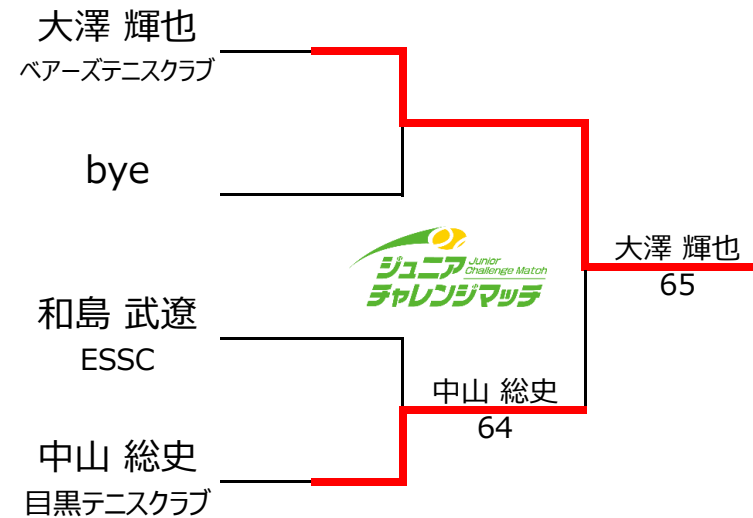 大澤 輝也
ベアーズテニスクラブ
bye
ジュニア Junior Challenge Match
チャレンジマッチ
大澤 輝也
65
和島 武遼
ESSC
中山 総史
64
中山 総史
目黒テニスクラブ